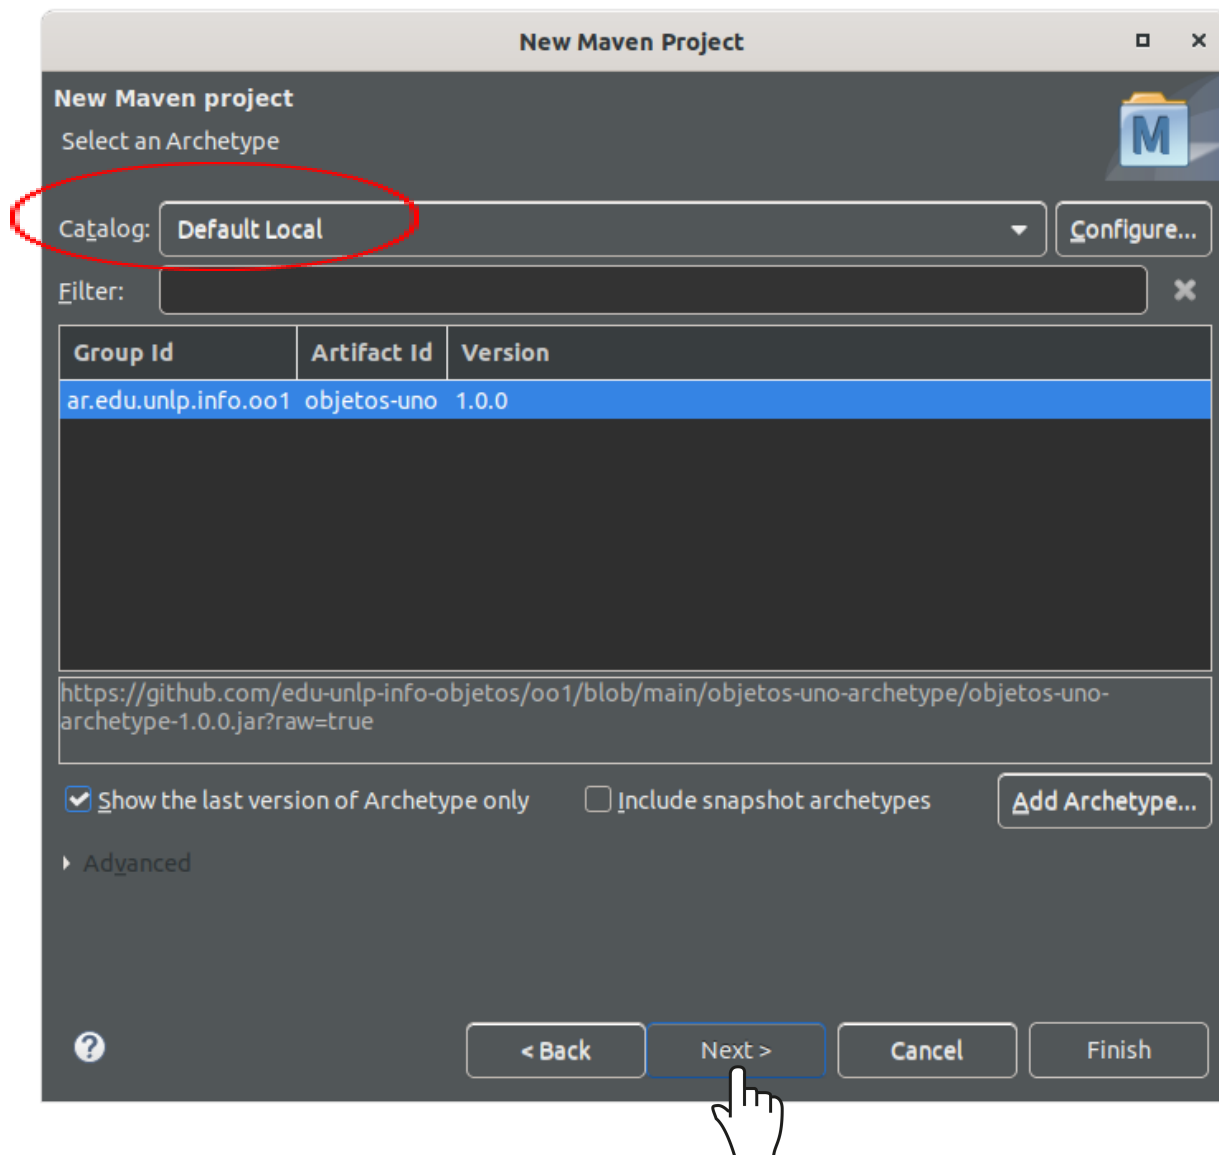 New Maven Project
New Maven project
Select an Archetype
M
Catalog: Default Local Configure...
Filter:
Group Id Artifact Id Version
ar.edu.unlp.info.oo1 objetos-uno 1.0.0
https://github.com/edu-unlp-info-objetos/oo1/blob/main/objetos-uno-archetype/objetos-uno-
archetype-1.0.0.jar?raw=true
Show the last version of Archetype only Include snapshot archetypes Add Archetype...
Advanced
? < Back Next > Cancel Finish